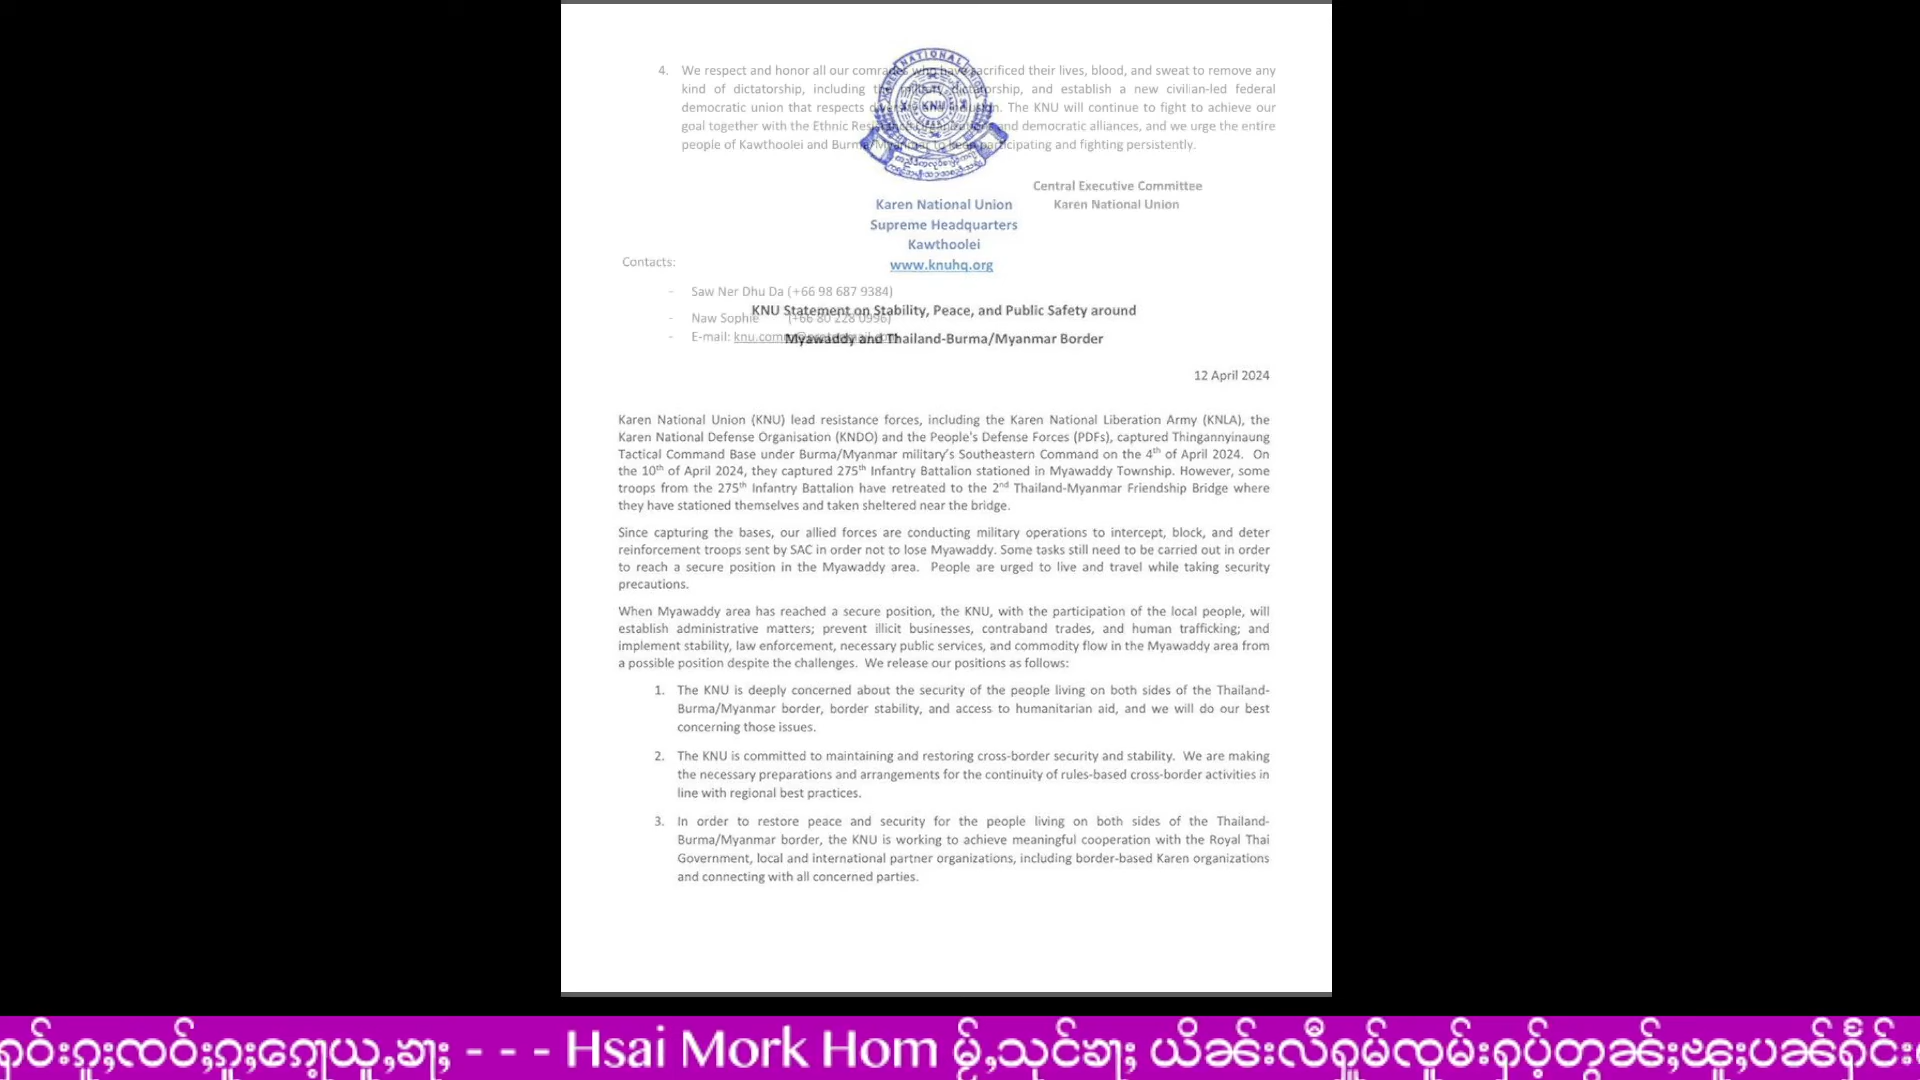 4. We respect and honor all our comrades who have sacrificed their lives, blood, and sweat to remove any
kind of dictatorship, including the military dictatorship, and establish a new civilian-led federal
democratic union that respects diversity and inclusion. The KNU will continue to fight to achieve our
goal together with the Ethnic Resistance Organizations and democratic alliances, and we urge the entire
people of Kawthoolei and Burma/Myanmar to keep participating and fighting persistently.
KAREN NATIONAL UNION
KNU
Central Executive Committee
Karen National Union
Karen National Union
Supreme Headquarters
Kawthoolei
www.knuhq.org
Contacts:
- Saw Ner Dhu Da (+66 98 687 9384)
- Naw Sophie (+66 80 228 0996)
- E-mail:
KNU Statement on Stability, Peace, and Public Safety around
Myawaddy and Thailand-Burma/Myanmar Border
12 April 2024
Karen National Union (KNU) lead resistance forces, including the Karen National Liberation Army (KNLA), the
Karen National Defense Organisation (KNDO) and the People's Defense Forces (PDFs), captured Thingannyinaung
Tactical Command Base under Burma/Myanmar military's Southeastern Command on the 4th of April 2024. On
the 10th of April 2024, they captured 275th Infantry Battalion stationed in Myawaddy Township. However, some
troops from the 275th Infantry Battalion have retreated to the 2nd Thailand-Myanmar Friendship Bridge where
they have stationed themselves and taken sheltered near the bridge.
Since capturing the bases, our allied forces are conducting military operations to intercept, block, and deter
reinforcement troops sent by SAC in order not to lose Myawaddy. Some tasks still need to be carried out in order
to reach a secure position in the Myawaddy area. People are urged to live and travel while taking security
precautions.
When Myawaddy area has reached a secure position, the KNU, with the participation of the local people, will
establish administrative matters; prevent illicit businesses, contraband trades, and human trafficking; and
implement stability, law enforcement, necessary public services, and commodity flow in the Myawaddy area from
a possible position despite the challenges. We release our positions as follows:
1. The KNU is deeply concerned about the security of the people living on both sides of the Thailand-
Burma/Myanmar border, border stability, and access to humanitarian aid, and we will do our best
concerning those issues.
2. The KNU is committed to maintaining and restoring cross-border security and stability. We are making
the necessary preparations and arrangements for the continuity of rules-based cross-border activities in
line with regional best practices.
3. In order to restore peace and security for the people living on both sides of the Thailand-
Burma/Myanmar border, the KNU is working to achieve meaningful cooperation with the Royal Thai
Government, local and international partner organizations, including border-based Karen organizations
and connecting with all concerned parties.
- - - Hsai Mork Hom